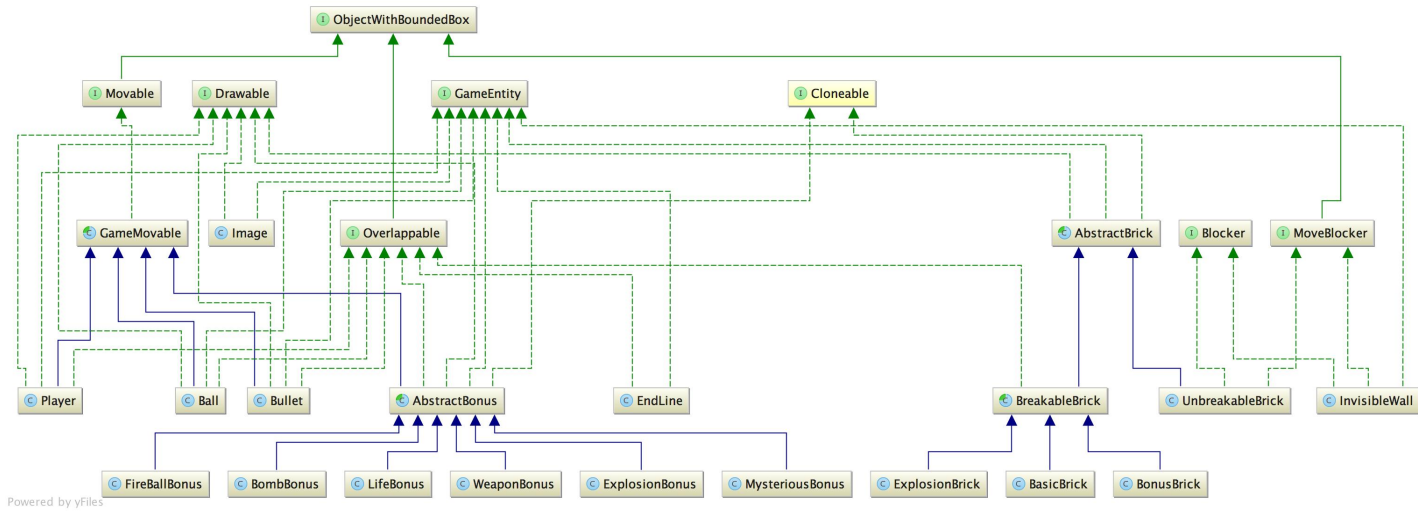 ObjectWithBoundedBox
Movable
Drawable
GameEntity
Cloneable
GameMovable
Image
Overlappable
AbstractBrick
Blocker
MoveBlocker
Player
Ball
Bullet
AbstractBonus
EndLine
BreakableBrick
UnbreakableBrick
InvisibleWall
FireBallBonus
BombBonus
LifeBonus
WeaponBonus
ExplosionBonus
MysteriousBonus
ExplosionBrick
BasicBrick
BonusBrick
Powered by yFiles